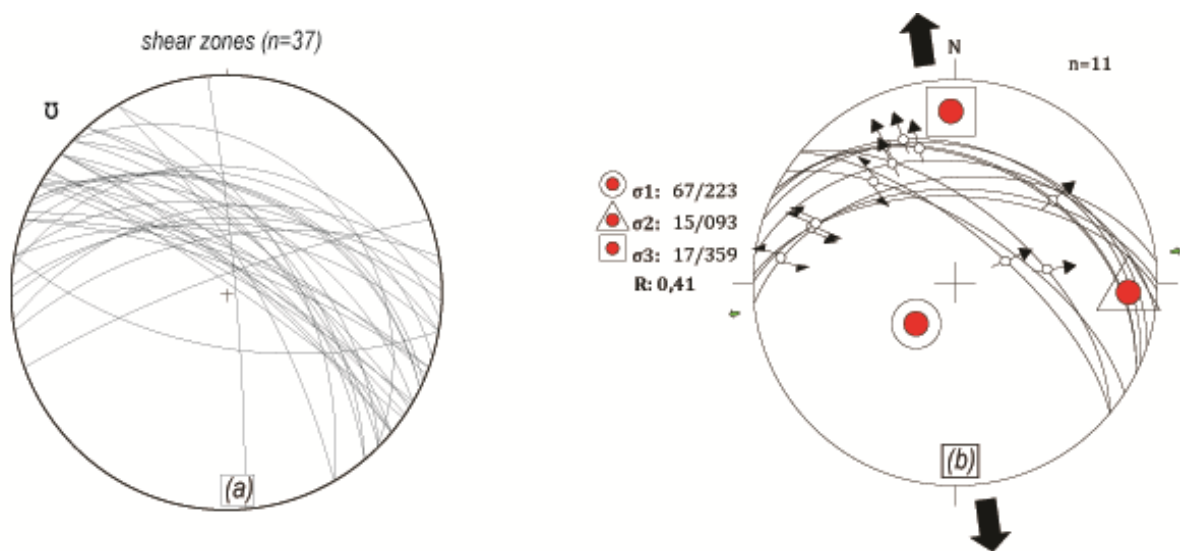 shear zones (n=37)
Ʊ
(a)
N
n=11
σ1: 67/223
σ2: 15/093
σ3: 17/359
R: 0,41
(b)